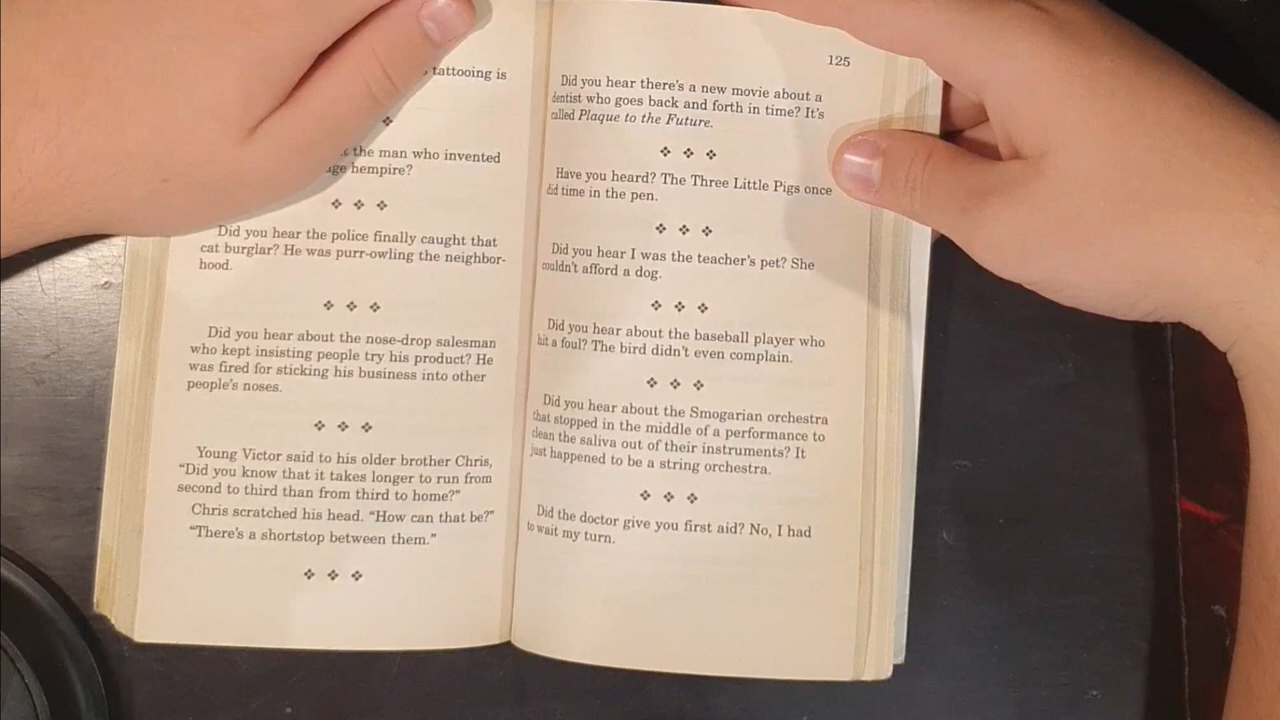 tattooing is
the man who invented
hempire?
Did you hear the police finally caught that
cat burglar? He was purr-owling the neighbor-
hood.
Did you hear about the nose-drop salesman
who kept insisting people try his product? He
was fired for sticking his business into other
people's noses.
Young Victor said to his older brother Chris,
"Did you know that it takes longer to run from
second to third than from third to home?"
Chris scratched his head. "How can that be?"
"There's a shortstop between them."
125
Did you hear there's a new movie about a
dentist who goes back and forth in time? It's
called Plaque to the Future.
Have you heard? The Three Little Pigs once
did time in the pen.
Did you hear I was the teacher's pet? She
couldn't afford a dog.
Did you hear about the baseball player who
hit a foul? The bird didn't even complain.
Did you hear about the Smogarian orchestra
that stopped in the middle of a performance to
clean the saliva out of their instruments? It
just happened to be a string orchestra.
Did the doctor give you first aid? No, I had
to wait my turn.